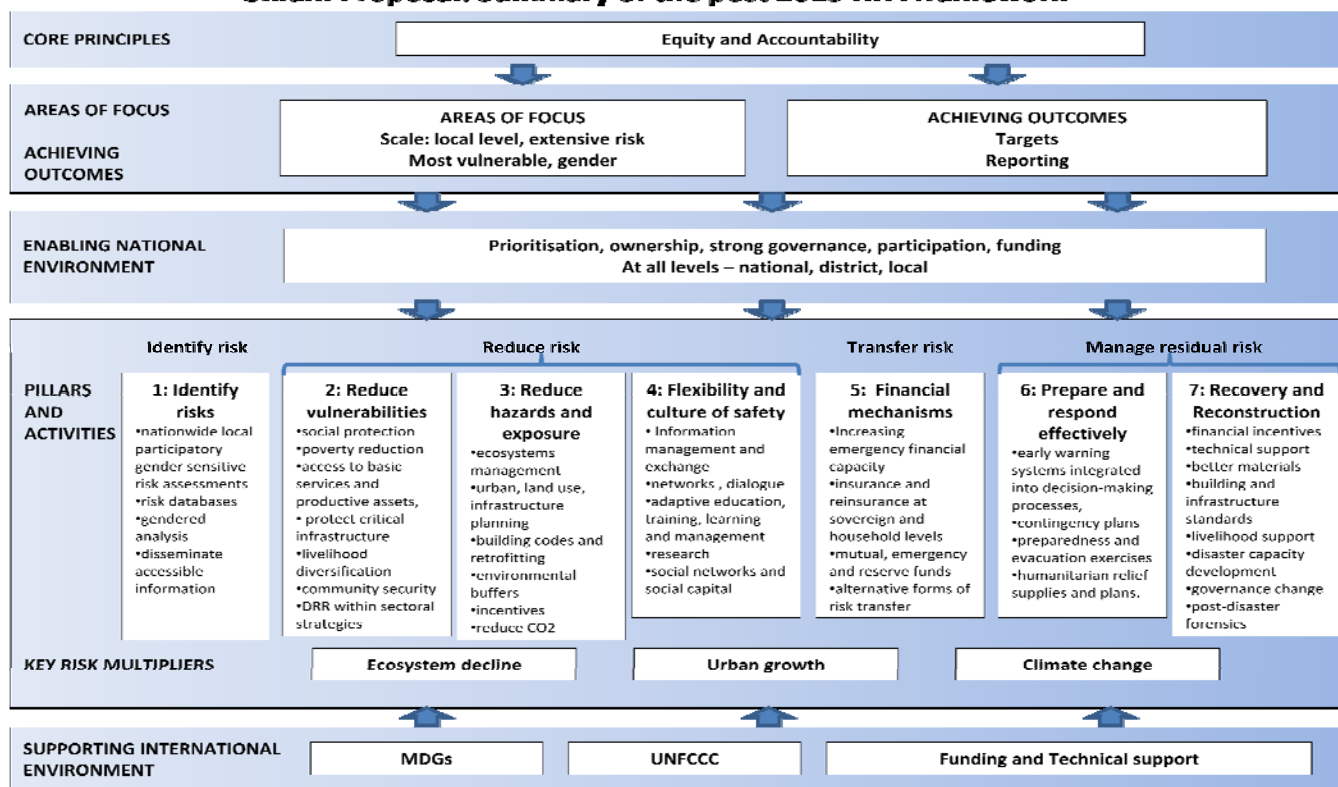 Proposal: Summary of the post 2015 Framework
CORE PRINCIPLES
Equity and Accountability
AREAS OF FOCUS
ACHIEVING
OUTCOMES
AREAS OF FOCUS
Scale: local level, extensive risk
Most vulnerable, gender
ACHIEVING OUTCOMES
Targets
Reporting
ENABLING NATIONAL
ENVIRONMENT
Prioritisation, ownership, strong governance, participation, funding
At all levels – national, district, local
Identify risk
Reduce risk
Transfer risk
Manage residual risk
PILLARS
AND
ACTIVITIES
1: Identify
risks
•nationwide local
participatory
gender sensitive
risk assessments
•risk databases
•gendered
analysis
•disseminate
accessible
information
2: Reduce
vulnerabilities
•social protection
•poverty reduction
•access to basic
services and
productive assets,
• protect critical
infrastructure
•livelihood
diversification
•community security
•DRR within sectoral
strategies
3: Reduce
hazards and
exposure
•ecosystems
management
•urban, land use,
infrastructure
planning
•building codes and
retrofitting
•environmental
buffers
•incentives
•reduce CO2
4: Flexibility and
culture of safety
• Information
management and
exchange
•networks , dialogue
•adaptive education,
training, learning
and management
•research
•social networks and
social capital
5: Financial
mechanisms
•Increasing
emergency financial
capacity
•insurance and
reinsurance at
sovereign and
household levels
•mutual, emergency
and reserve funds
•alternative forms of
risk transfer
6: Prepare and
respond
effectively
•early warning
systems integrated
into decision-making
processes,
•contingency plans
•preparedness and
evacuation exercises
•humanitarian relief
supplies and plans.
7: Recovery and
Reconstruction
•financial incentives
•technical support
•better materials
•building and
infrastructure
standards
•livelihood support
•disaster capacity
development
•governance change
•post-disaster
forensics
KEY RISK MULTIPLIERS
Ecosystem decline
Urban growth
Climate change
SUPPORTING INTERNATIONAL
ENVIRONMENT
MDGs
UNFCCC
Funding and Technical support